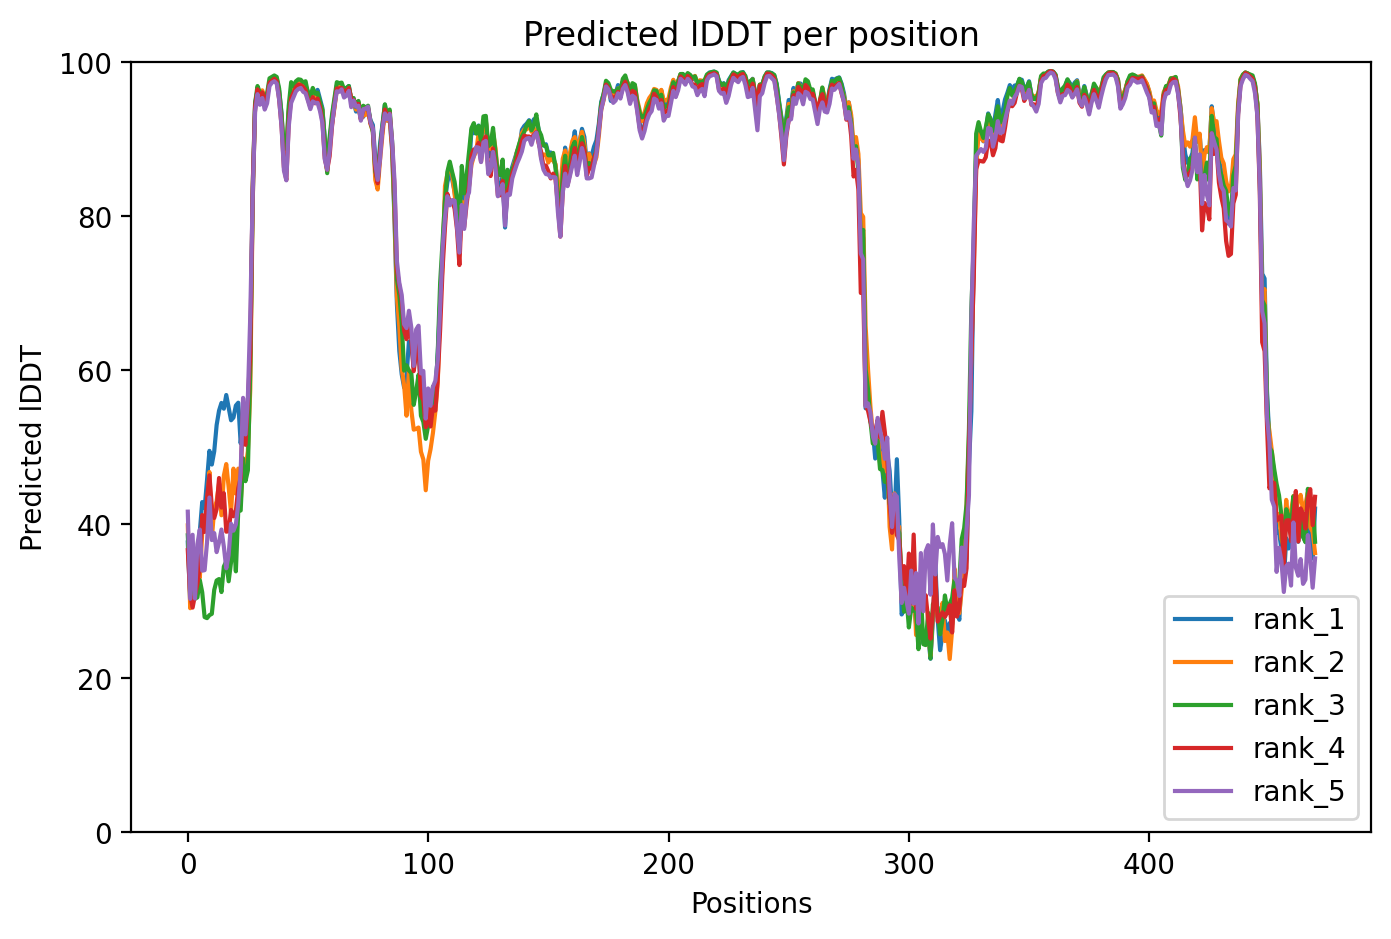 Predicted lDDT per position
Predicted lDDT
100
80
60
40
20
0
0 100 200 300 400
Positions
rank_1
rank_2
rank_3
rank_4
rank_5